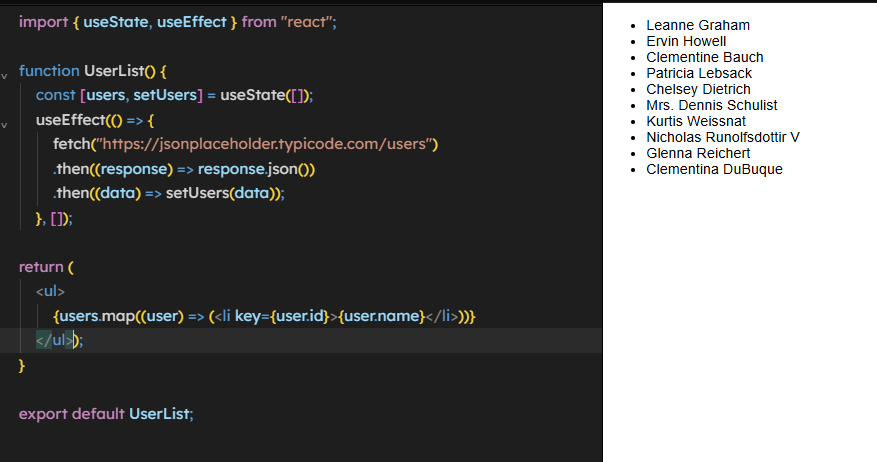 import { useState, useEffect } from "react";
function UserList() {
const [users, setUsers] = useState([]);
useEffect(() => {
fetch("https://jsonplaceholder.typicode.com/users")
.then((response) => response.json())
.then((data) => setUsers(data));
}, []);
return (
<ul>
{users.map((user) => (<li key={user.id}>{user.name}</li>))}
</ul>);
}
export default UserList;
Leanne Graham
Ervin Howell
Clementine Bauch
Patricia Lebsack
Chelsey Dietrich
Mrs. Dennis Schulist
Kurtis Weissnat
Nicholas Runolfsdottir V
Glenna Reichert
Clementina DuBuque